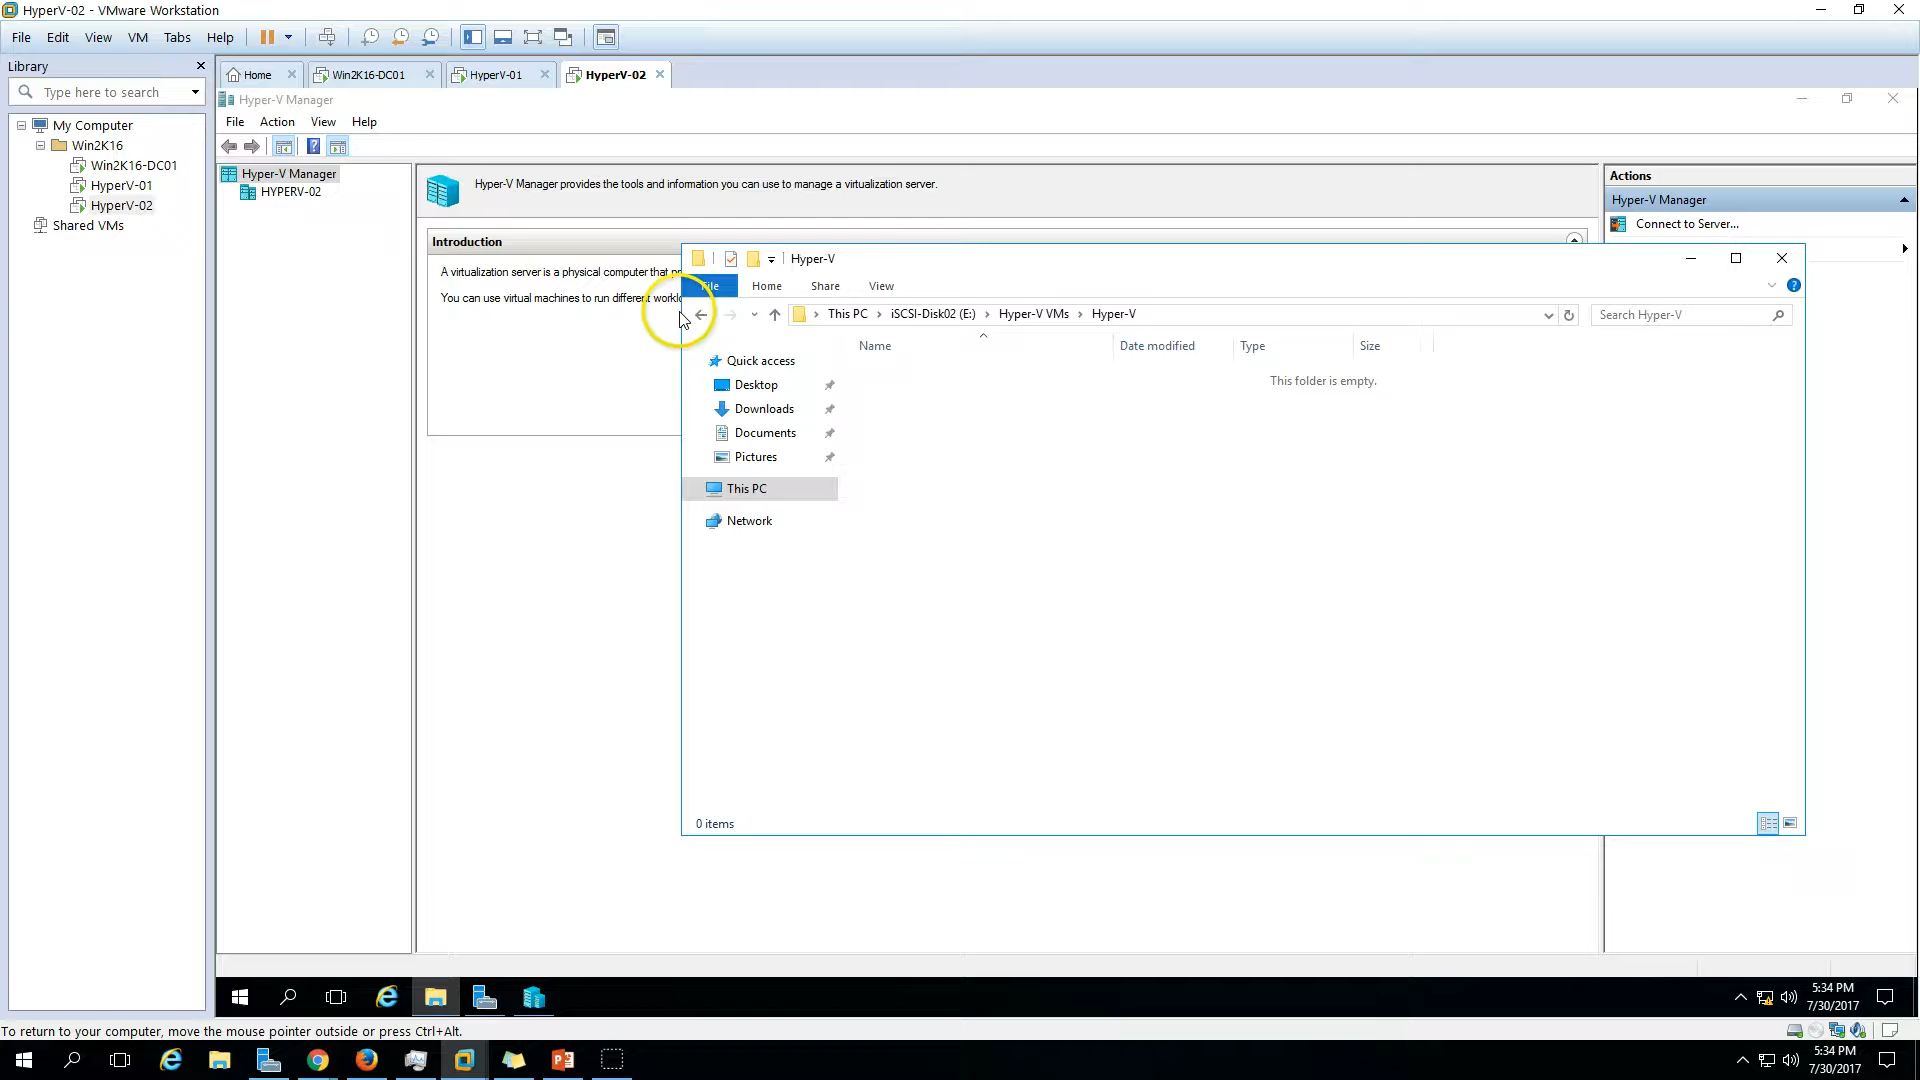 HyperV-02 - VMware Workstation
File Edit View VM Tabs Help
Library
Type here to search
My Computer
Win2K16
Win2K16-DC01
HyperV-01
HyperV-02
Shared VMs
Home Win2K16-DC01 HyperV-01 HyperV-02
Hyper-V Manager
File Action View Help
Hyper-V Manager
HYPERV-02
Hyper-V Manager provides the tools and information you can use to manage a virtualization server.
Introduction
A virtualization server is a physical computer that
You can use virtual machines to run different
Actions
Hyper-V Manager
Connect to Server...
Hyper-V
File Home Share View
This PC > iSCSI-Disk02 (E:) > Hyper-V VMs > Hyper-V
Search Hyper-V
Name Date modified Type Size
This folder is empty.
Quick access
Desktop
Downloads
Documents
Pictures
This PC
Network
0 items
5:34 PM
7/30/2017
To return to your computer, move the mouse pointer outside or press Ctrl+Alt.
5:34 PM
7/30/2017